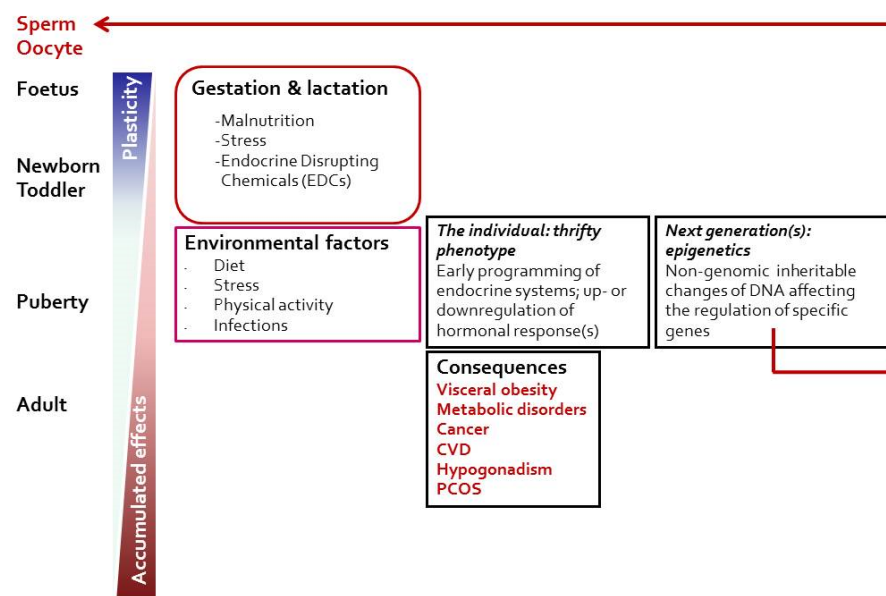 Sperm
Oocyte
Foetus
Newborn
Toddler
Puberty
Adult
Plasticity
Accumulated effects
Gestation & lactation
-Malnutrition
-Stress
-Endocrine Disrupting
Chemicals (EDCs)
Environmental factors
. Diet
. Stress
. Physical activity
. Infections
The individual: thrifty
phenotype
Early programming of
endocrine systems; up- or
downregulation of
hormonal response(s)
Next generation(s):
epigenetics
Non-genomic inheritable
changes of DNA affecting
the regulation of specific
genes
Consequences
Visceral obesity
Metabolic disorders
Cancer
CVD
Hypogonadism
PCOS